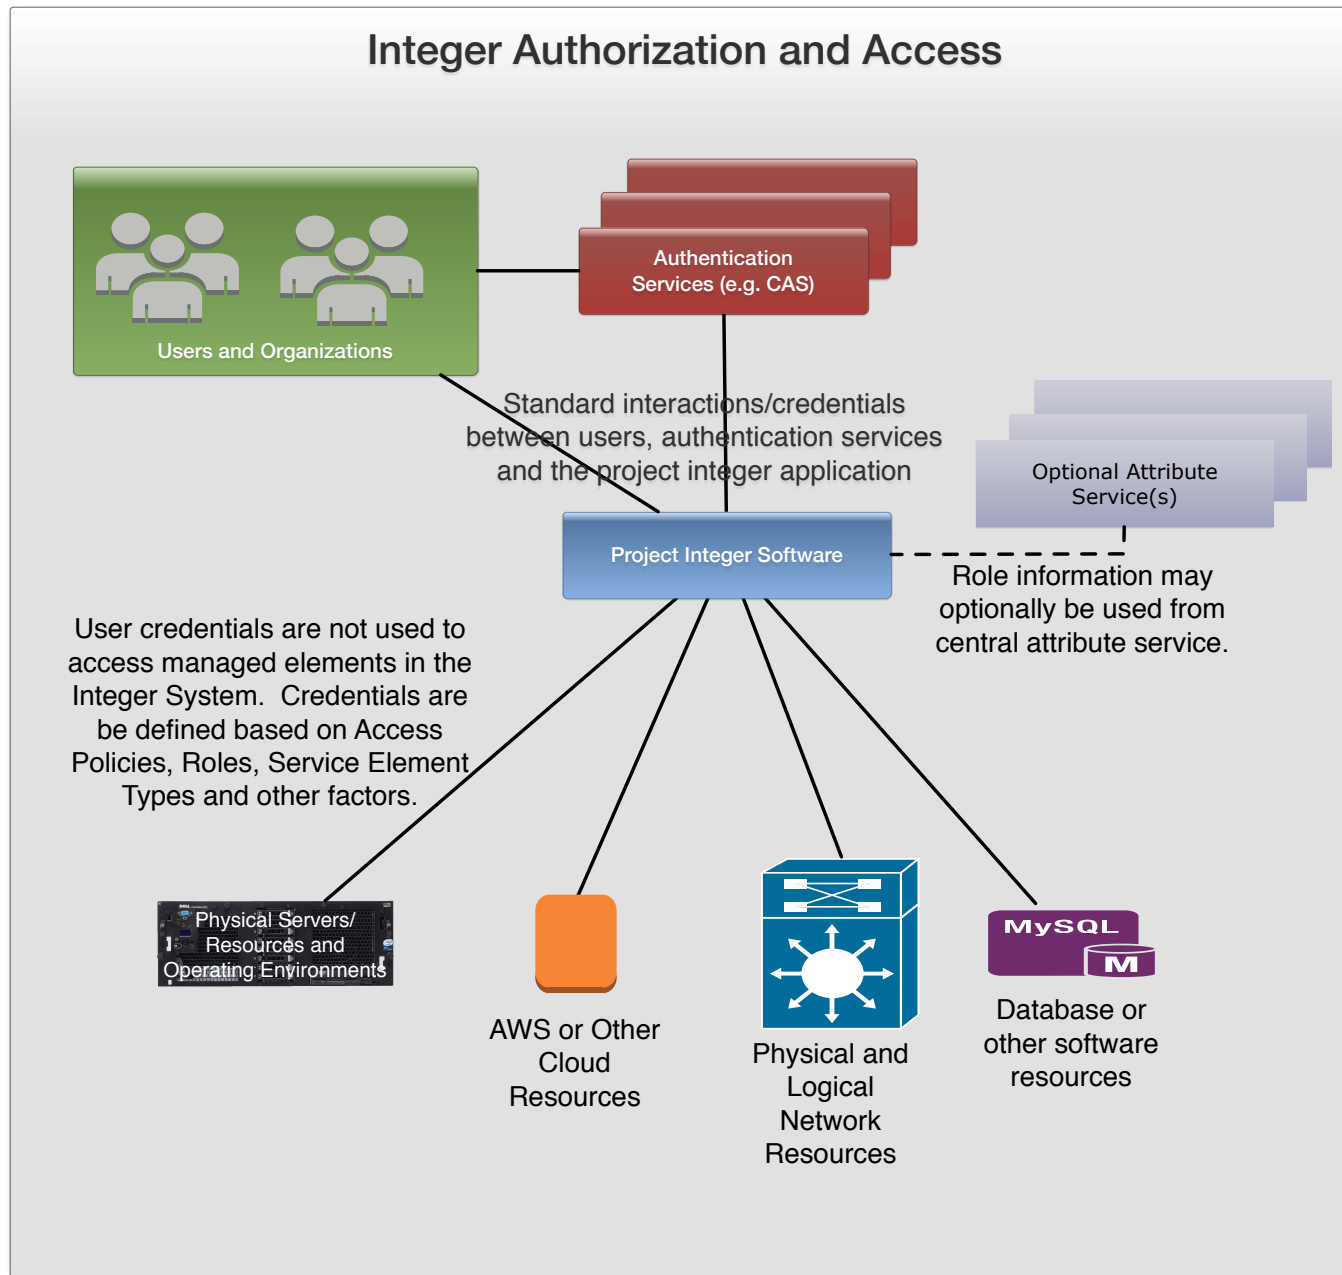 Integer Authorization and Access
Authentication
Services (e.g. CAS)
Users and Organizations
Standard interactions/credentials
between users, authentication services
and the project integer application
Optional Attribute
Service(s)
Project Integer Software
Role information may
optionally be used from
central attribute service.
User credentials are not used to
access managed elements in the
Integer System.  Credentials are
be defined based on Access
Policies, Roles, Service Element
Types and other factors.
DELL
Physical Servers/
Resources and
Operating Environments
MySQL
M
AWS or Other
Cloud
Resources
Physical and
Logical
Network
Resources
Database or
other software
resources